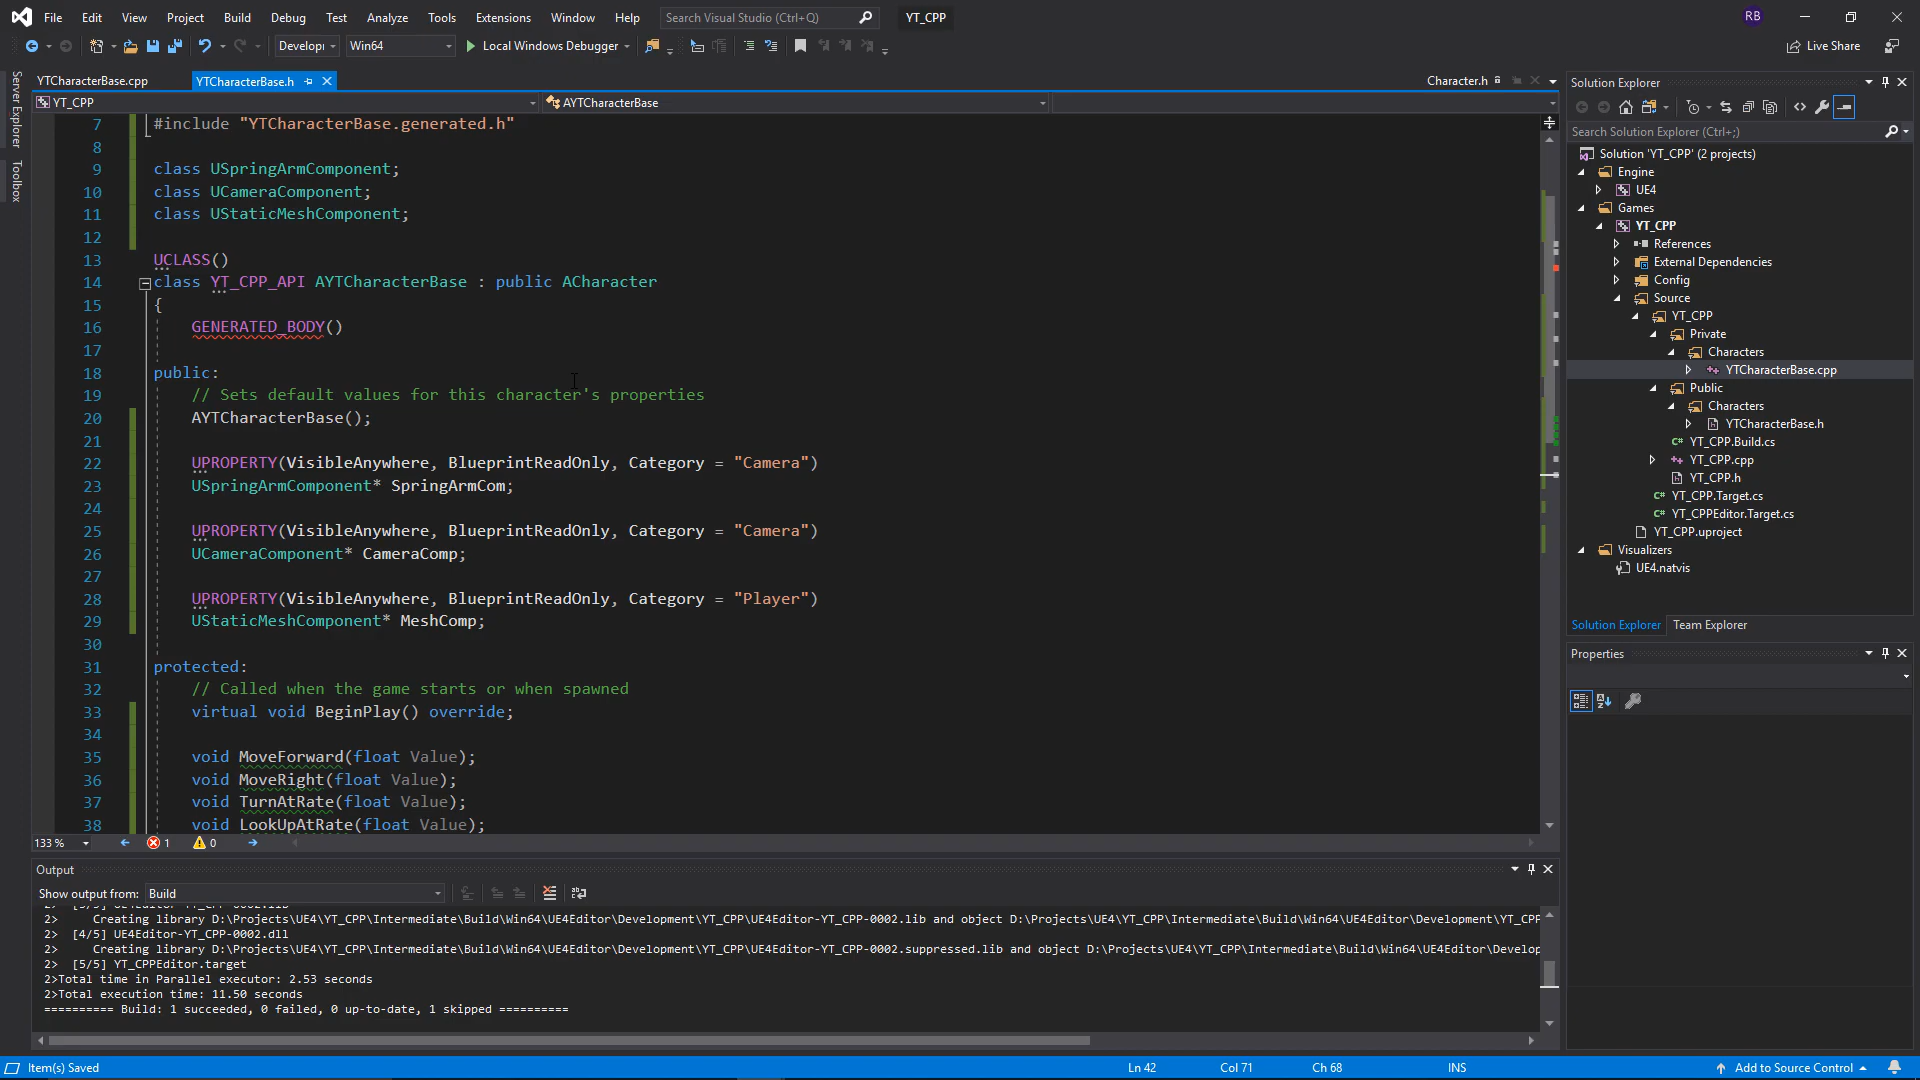 File Edit View Project Build Debug Test Analyze Tools Extensions Window Help Search Visual Studio (Ctrl+Q) YT_CPP RB
Develop Win64 Local Windows Debugger Live Share
YTCharacterBase.cpp YTCharacterBase.h Character.h
YT_CPP AYTCharacterBase
Server Explorer
Toolbox
7 #include "YTCharacterBase.generated.h"
8
9 class USpringArmComponent;
10 class UCameraComponent;
11 class UStaticMeshComponent;
12
13 UCLASS()
14 class YT_CPP_API AYTCharacterBase : public ACharacter
15 {
16 GENERATED_BODY()
17
18 public:
19 // Sets default values for this character's properties
20 AYTCharacterBase();
21
22 UPROPERTY(VisibleAnywhere, BlueprintReadOnly, Category = "Camera")
23 USpringArmComponent* SpringArmCom;
24
25 UPROPERTY(VisibleAnywhere, BlueprintReadOnly, Category = "Camera")
26 UCameraComponent* CameraComp;
27
28 UPROPERTY(VisibleAnywhere, BlueprintReadOnly, Category = "Player")
29 UStaticMeshComponent* MeshComp;
30
31 protected:
32 // Called when the game starts or when spawned
33 virtual void BeginPlay() override;
34
35 void MoveForward(float Value);
36 void MoveRight(float Value);
37 void TurnAtRate(float Value);
38 void LookUpAtRate(float Value);
133 % 1 0
Output
Show output from: Build
2> Creating library D:\Projects\UE4\YT_CPP\Intermediate\Build\Win64\UE4Editor\Development\YT_CPP\UE4Editor-YT_CPP-0002.lib and object D:\Projects\UE4\YT_CPP\Intermediate\Build\Win64\UE4Editor\Development\YT_CPP
2> [4/5] UE4Editor-YT_CPP-0002.dll
2> Creating library D:\Projects\UE4\YT_CPP\Intermediate\Build\Win64\UE4Editor\Development\YT_CPP\UE4Editor-YT_CPP-0002.suppressed.lib and object D:\Projects\UE4\YT_CPP\Intermediate\Build\Win64\UE4Editor\Develop
2> [5/5] YT_CPPEditor.target
2>Total time in Parallel executor: 2.53 seconds
2>Total execution time: 11.50 seconds
========== Build: 1 succeeded, 0 failed, 0 up-to-date, 1 skipped ==========
Solution Explorer
Search Solution Explorer (Ctrl+;)
Solution 'YT_CPP' (2 projects)
Engine
UE4
Games
YT_CPP
References
External Dependencies
Config
Source
YT_CPP
Private
Characters
YTCharacterBase.cpp
Public
Characters
YTCharacterBase.h
YT_CPP.Build.cs
YT_CPP.cpp
YT_CPP.h
YT_CPP.Target.cs
YT_CPPEditor.Target.cs
YT_CPP.uproject
Visualizers
UE4.natvis
Solution Explorer Team Explorer
Properties
Item(s) Saved Ln 42 Col 71 Ch 68 INS Add to Source Control